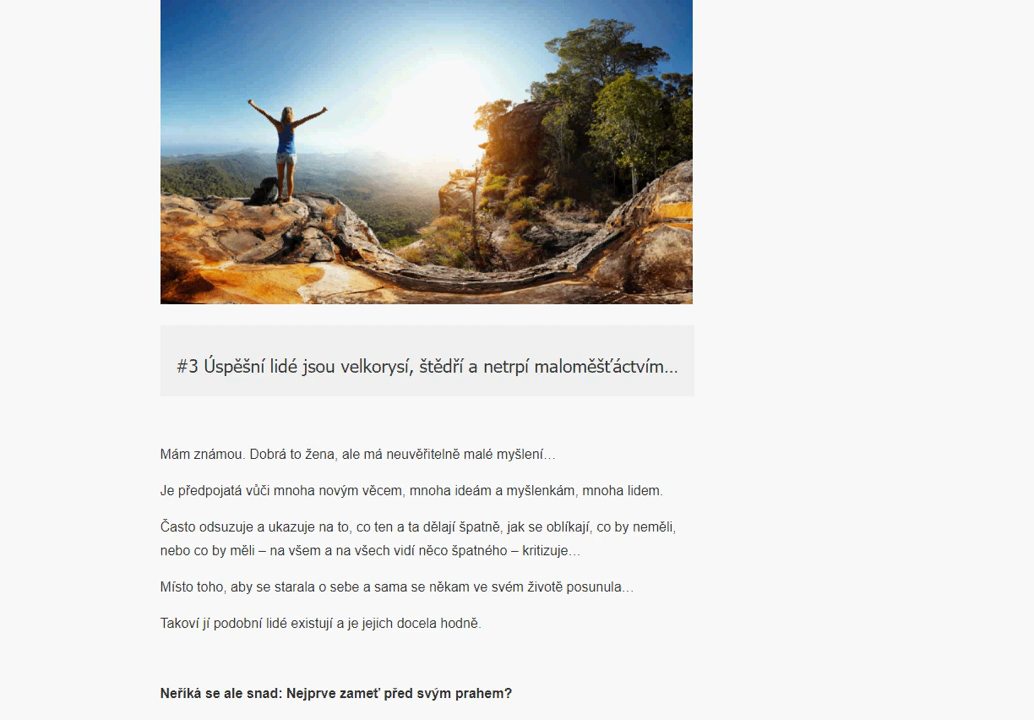 #3 Úspěšní lidé jsou velkorysí, štědří a netrpí maloměšťáctvím...
Mám známou. Dobrá to žena, ale má neuvěřitelně malé myšlení…
Je předpojatá vůči mnoha novým věcem, mnoha ideám a myšlenkám, mnoha lidem.
Často odsuzuje a ukazuje na to, co ten a ta dělají špatně, jak se oblíkají, co by neměli,
nebo co by měli – na všem a na všech vidí něco špatného – kritizuje…
Místo toho, aby se starala o sebe a sama se někam ve svém životě posunula…
Takoví jí podobní lidé existují a je jejich docela hodně.
Neříká se ale snad: Nejprve zameť před svým prahem?